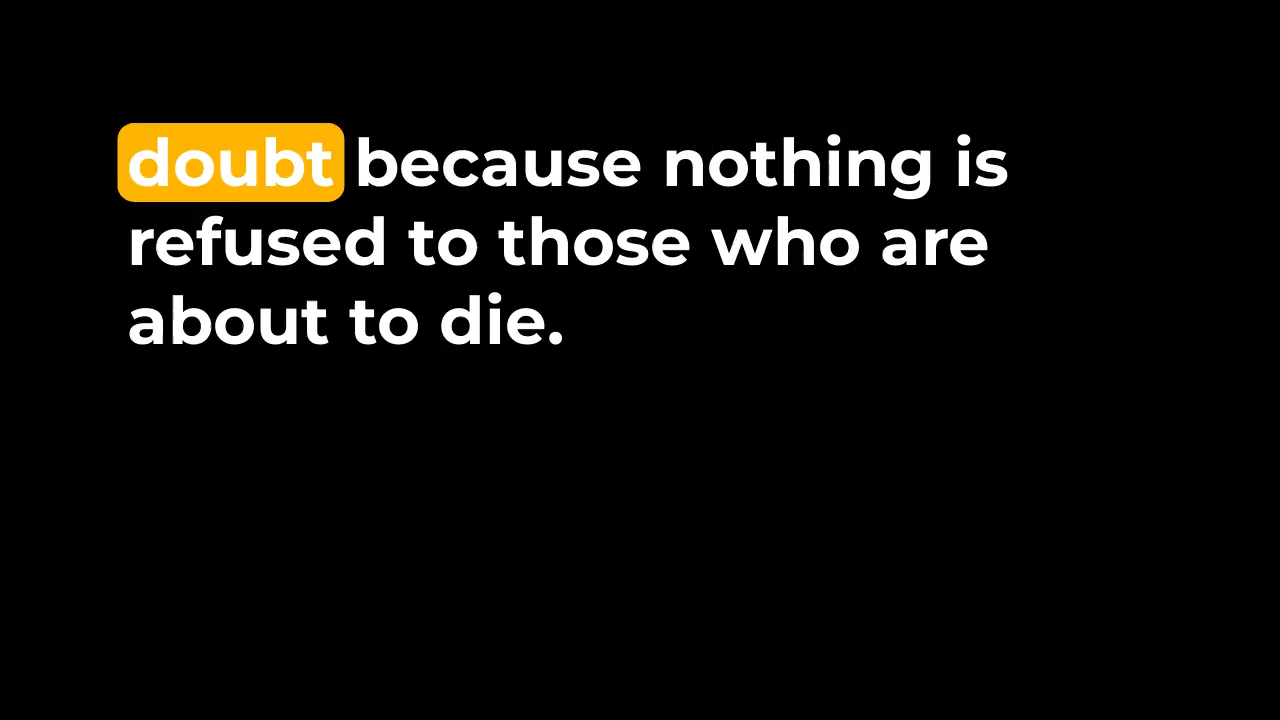 doubt because nothing is
refused to those who are
about to die.